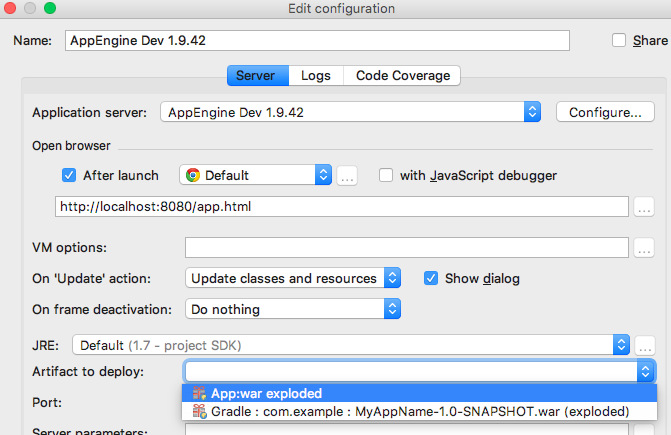 Edit configuration
Name: AppEngine Dev 1.9.42 Share
Server Logs Code Coverage
Application server: AppEngine Dev 1.9.42 Configure...
Open browser
After launch Default ... with JavaScript debugger
http://localhost:8080/app.html ...
VM options: ...
On 'Update' action: Update classes and resources Show dialog
On frame deactivation: Do nothing
JRE: Default (1.7 - project SDK) ...
Artifact to deploy:
App:war exploded
Port: Gradle : com.example : MyAppName-1.0-SNAPSHOT.war (exploded)
Server parameters: